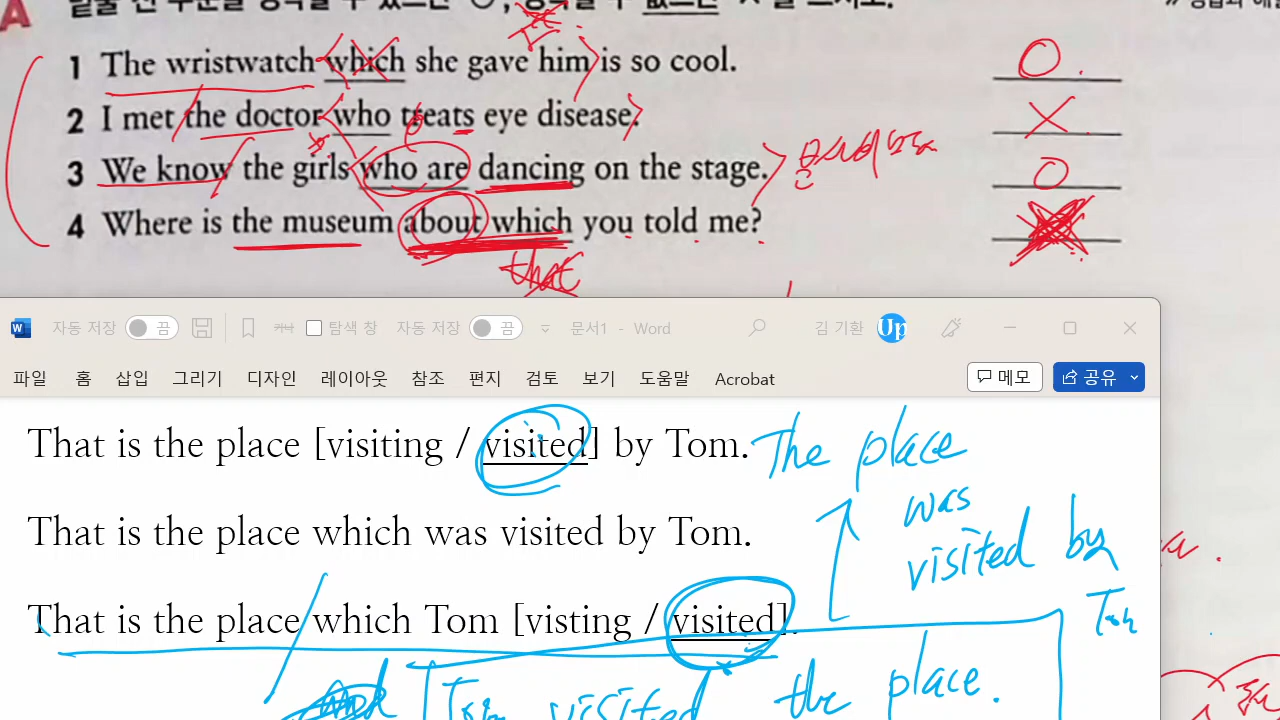 A
1 The wristwatch which she gave him is so cool. O
2 I met the doctor who treats eye disease. X
3 We know the girls who are dancing on the stage. O
4 Where is the museum about which you told me?
that
자동 저장 끔 탐색 창 자동 저장 끔 문서1 - Word 김 기환 Up
파일 홈 삽입 그리기 디자인 레이아웃 참조 편지 검토 보기 도움말 Acrobat 메모 공유
That is the place [visiting / visited] by Tom. The place
was
That is the place which was visited by Tom. visited by
Tom
That is the place which Tom [visting / visited].
Tom visited the place.